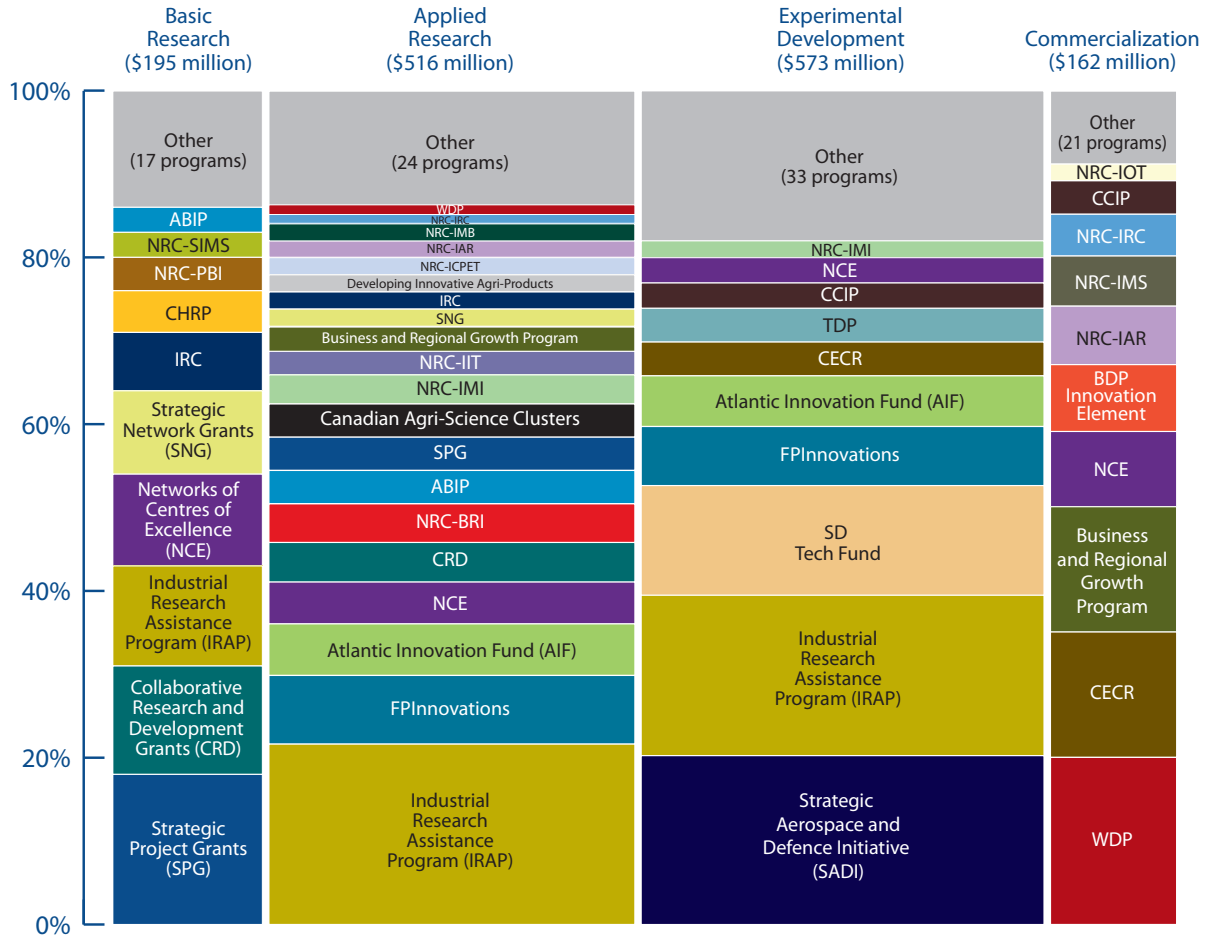 Basic
Research
($195 million)
Applied
Research
($516 million)
Experimental
Development
($573 million)
Commercialization
($162 million)
100%
80%
60%
40%
20%
0%
Other
(17 programs)
ABIP
NRC-SIMS
NRC-PBI
CHRP
IRC
Strategic
Network Grants
(SNG)
Networks of
Centres of
Excellence
(NCE)
Industrial
Research
Assistance
Program (IRAP)
Collaborative
Research and
Development
Grants (CRD)
Strategic
Project Grants
(SPG)
Other
(24 programs)
WDP
NRC-IRC
NRC-IMB
NRC-IAR
NRC-ICPET
Developing Innovative Agri-Products
IRC
SNG
Business and Regional Growth Program
NRC-IIT
NRC-IMI
Canadian Agri-Science Clusters
SPG
ABIP
NRC-BRI
CRD
NCE
Atlantic Innovation Fund (AIF)
FPInnovations
Industrial
Research
Assistance
Program (IRAP)
Other
(33 programs)
NRC-IMI
NCE
CCIP
TDP
CECR
Atlantic Innovation Fund (AIF)
FPInnovations
SD
Tech Fund
Industrial
Research
Assistance
Program (IRAP)
Strategic
Aerospace and
Defence Initiative
(SADI)
Other
(21 programs)
NRC-IOT
CCIP
NRC-IRC
NRC-IMS
NRC-IAR
BDP
Innovation
Element
NCE
Business
and Regional
Growth
Program
CECR
WDP